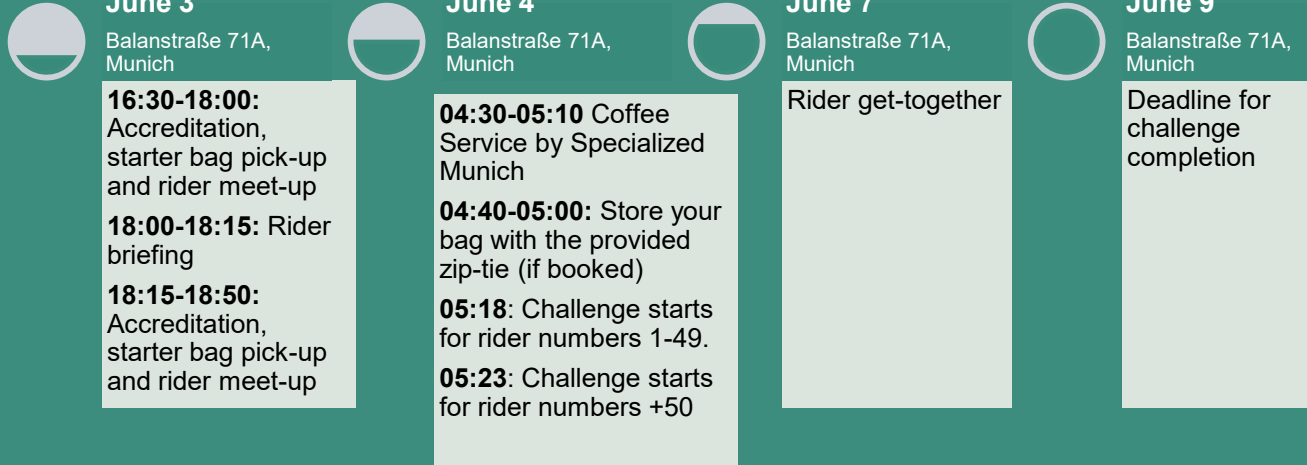 June 3
Balanstraße 71A,
Munich
16:30-18:00:
Accreditation,
starter bag pick-up
and rider meet-up
18:00-18:15: Rider
briefing
18:15-18:50:
Accreditation,
starter bag pick-up
and rider meet-up
June 4
Balanstraße 71A,
Munich
04:30-05:10 Coffee
Service by Specialized
Munich
04:40-05:00: Store your
bag with the provided
zip-tie (if booked)
05:18: Challenge starts
for rider numbers 1-49.
05:23: Challenge starts
for rider numbers +50
June 7
Balanstraße 71A,
Munich
Rider get-together
June 9
Balanstraße 71A,
Munich
Deadline for
challenge
completion